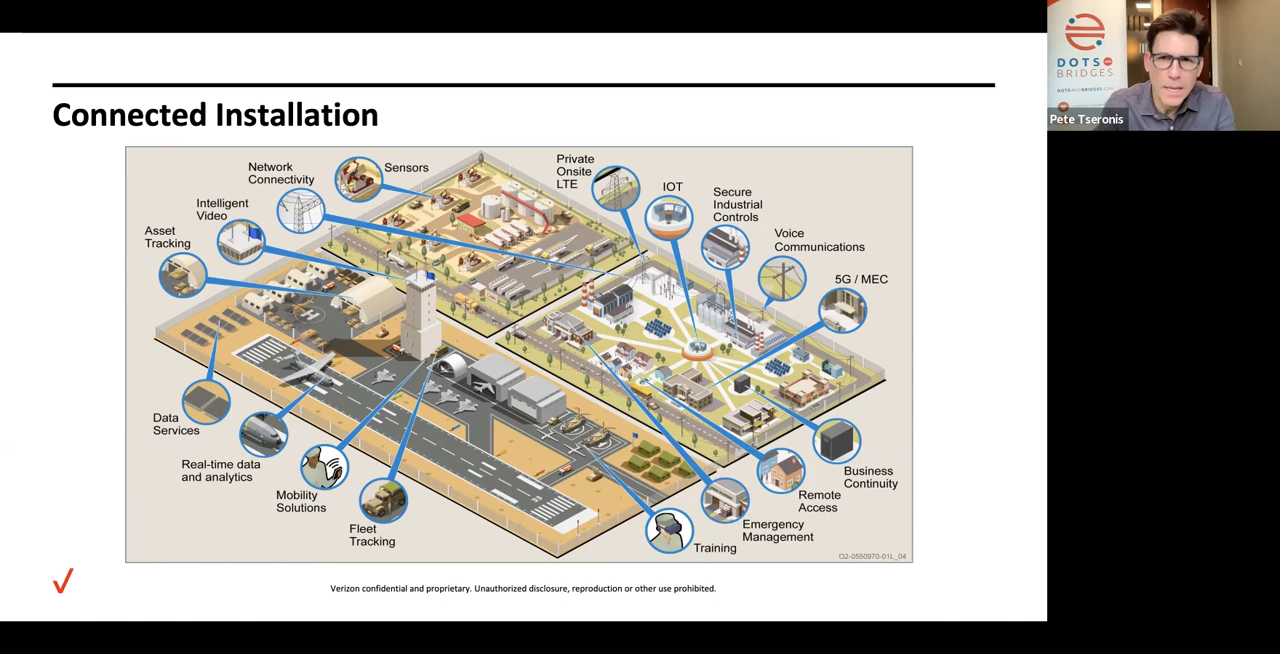 Connected Installation
Network
Connectivity
Sensors
Private
Onsite
LTE
IOT
Secure
Industrial
Controls
Intelligent
Video
Voice
Communications
Asset
Tracking
5G / MEC
Data
Services
Real-time data
and analytics
Mobility
Solutions
Fleet
Tracking
Training
Emergency
Management
Remote
Access
Business
Continuity
O2-0550970-01L_04
Verizon confidential and proprietary. Unauthorized disclosure, reproduction or other use prohibited.
DOTS
BRIDGES
DOTSANDBRIDGES.COM
Pete Tseronis